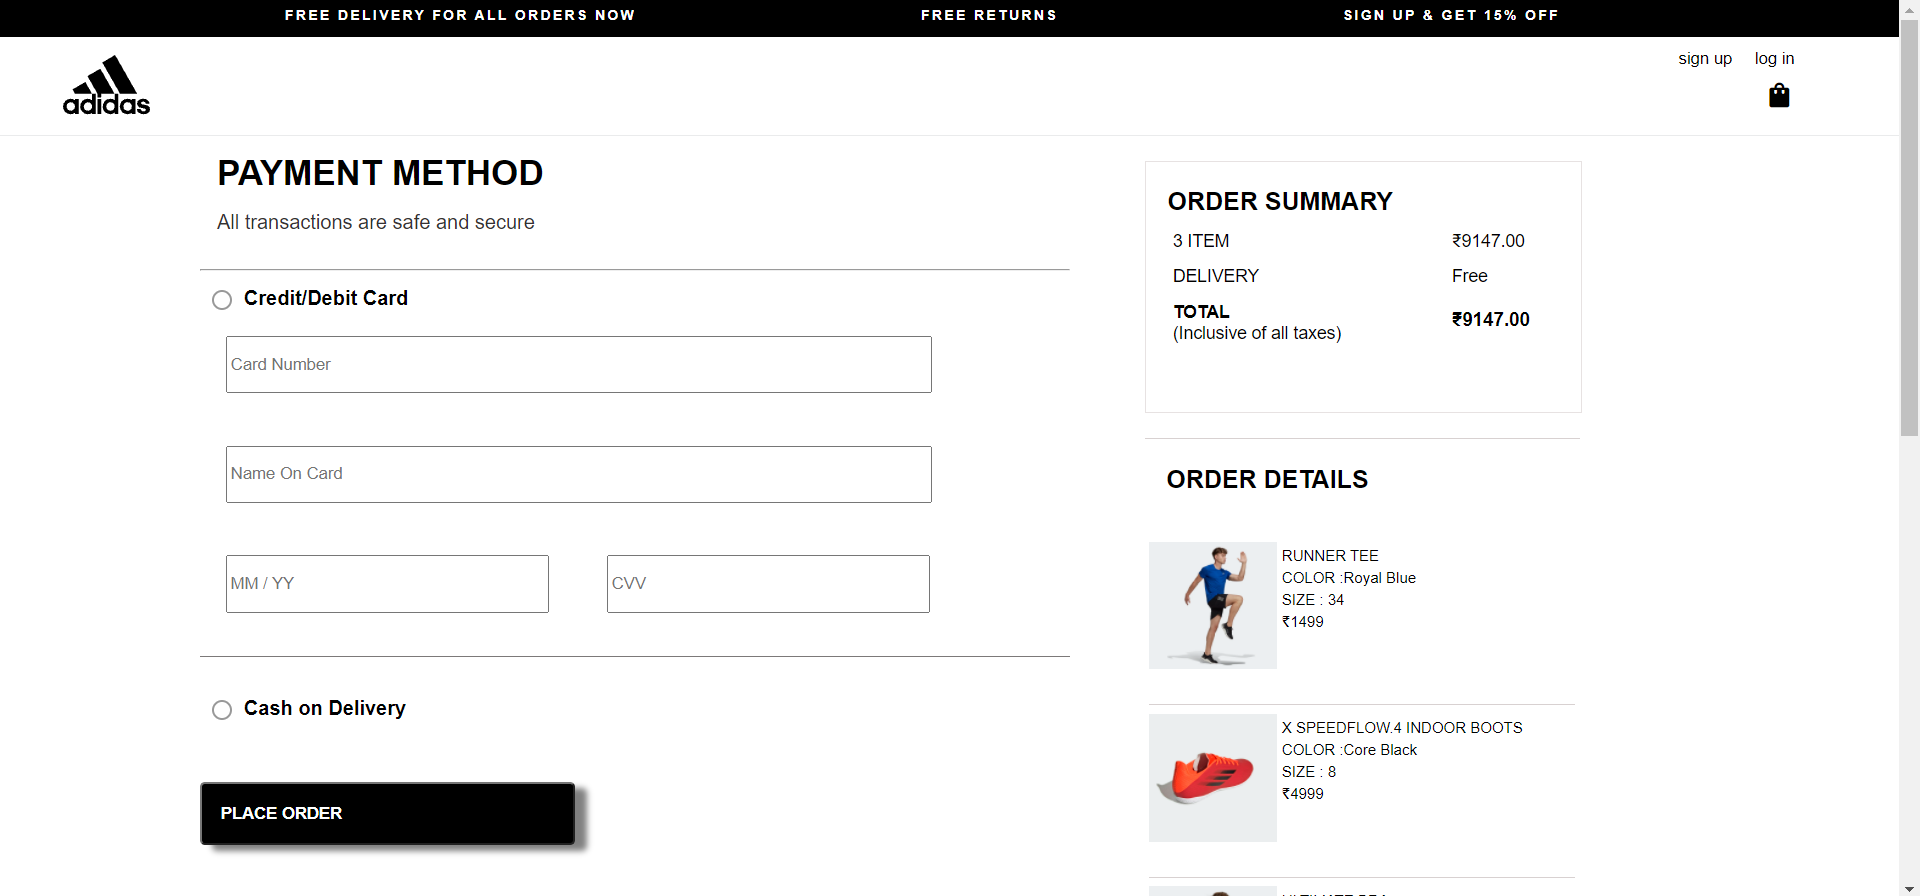 FREE DELIVERY FOR ALL ORDERS NOW
FREE RETURNS
SIGN UP & GET 15% OFF
adidas
sign up
log in
PAYMENT METHOD
All transactions are safe and secure
Credit/Debit Card
Card Number
Name On Card
MM / YY
CVV
Cash on Delivery
PLACE ORDER
ORDER SUMMARY
3 ITEM ₹9147.00
DELIVERY Free
TOTAL ₹9147.00
(Inclusive of all taxes)
ORDER DETAILS
RUNNER TEE
COLOR :Royal Blue
SIZE : 34
₹1499
X SPEEDFLOW.4 INDOOR BOOTS
COLOR :Core Black
SIZE : 8
₹4999